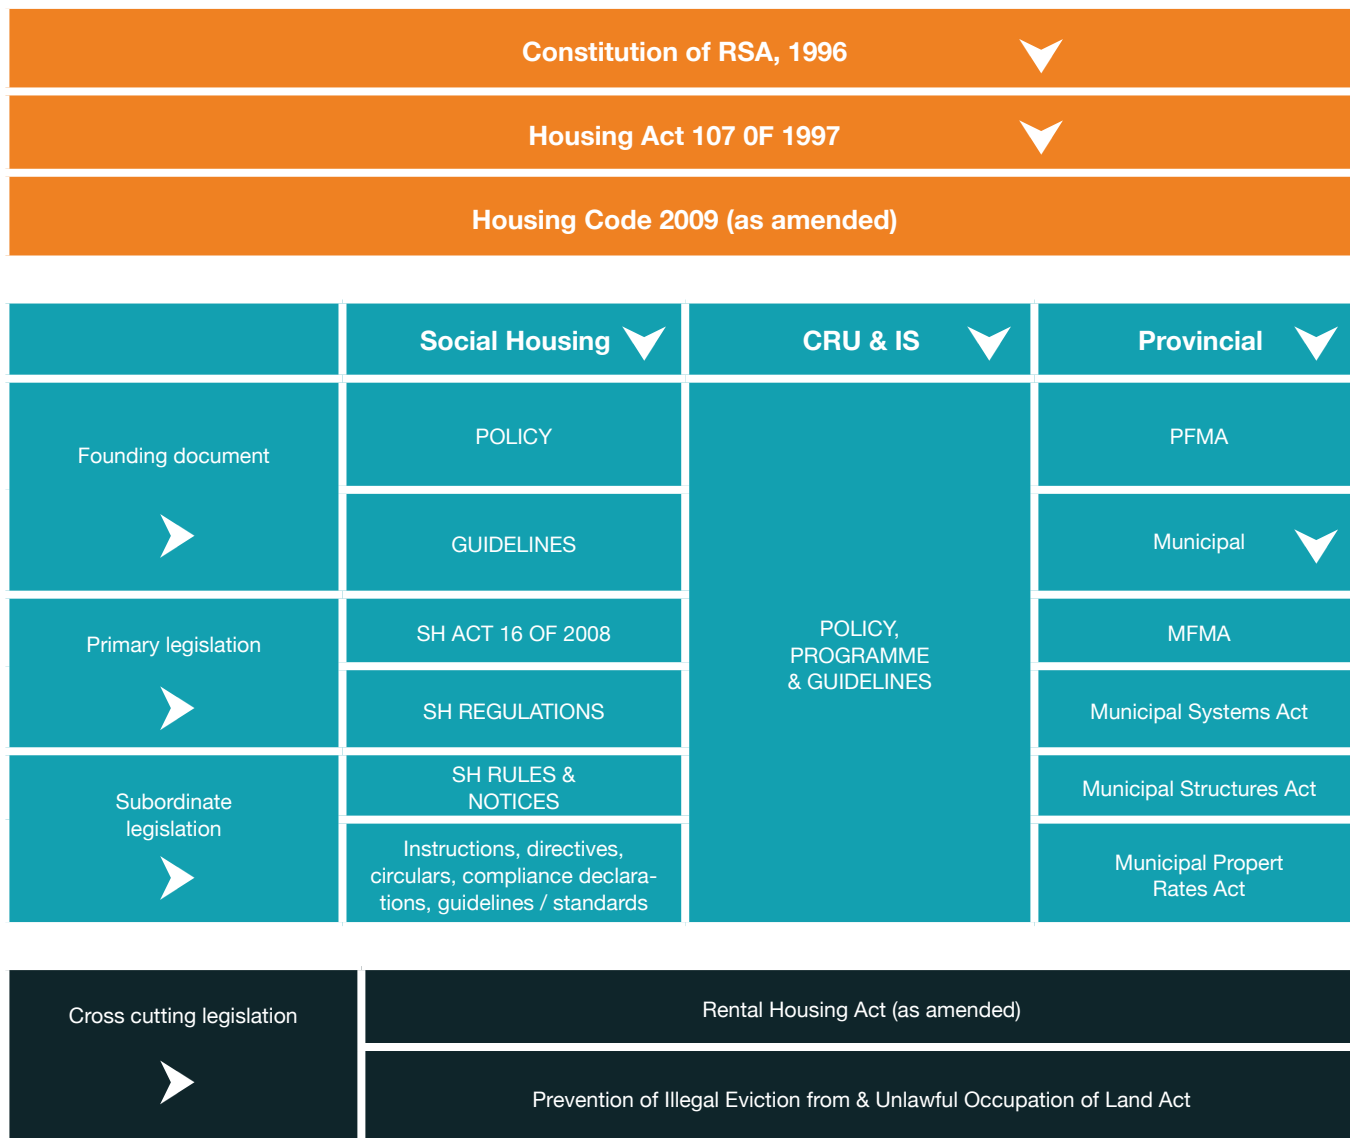 Constitution of RSA, 1996
Housing Act 107 0F 1997
Housing Code 2009 (as amended)
Social Housing
CRU & IS
Provincial
Founding document
POLICY
PFMA
GUIDELINES
Municipal
Primary legislation
SH ACT 16 OF 2008
POLICY,
PROGRAMME
& GUIDELINES
MFMA
SH REGULATIONS
Municipal Systems Act
Subordinate
legislation
SH RULES &
NOTICES
Municipal Structures Act
Instructions, directives,
circulars, compliance declara-
tions, guidelines / standards
Municipal Propert
Rates Act
Cross cutting legislation
Rental Housing Act (as amended)
Prevention of Illegal Eviction from & Unlawful Occupation of Land Act